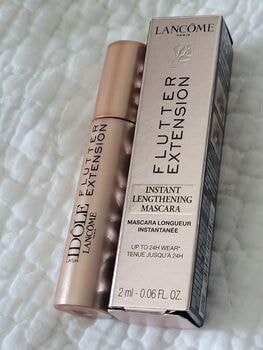 LASH
IDÔLE
FLUTTER
EXTENSION
LANCÔME
LANCÔME
PARIS
FLUTTER
EXTENSION
INSTANT
LENGTHENING
MASCARA
MASCARA LONGUEUR
INSTANTANÉE
UP TO 24H WEAR*
TENUE JUSQU'À 24H
2 ml - 0.06 FL. OZ.